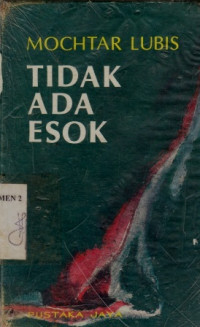 MOCHTAR LUBIS
TIDAK
ADA
ESOK
MEN 2
PUSTAKA JAYA